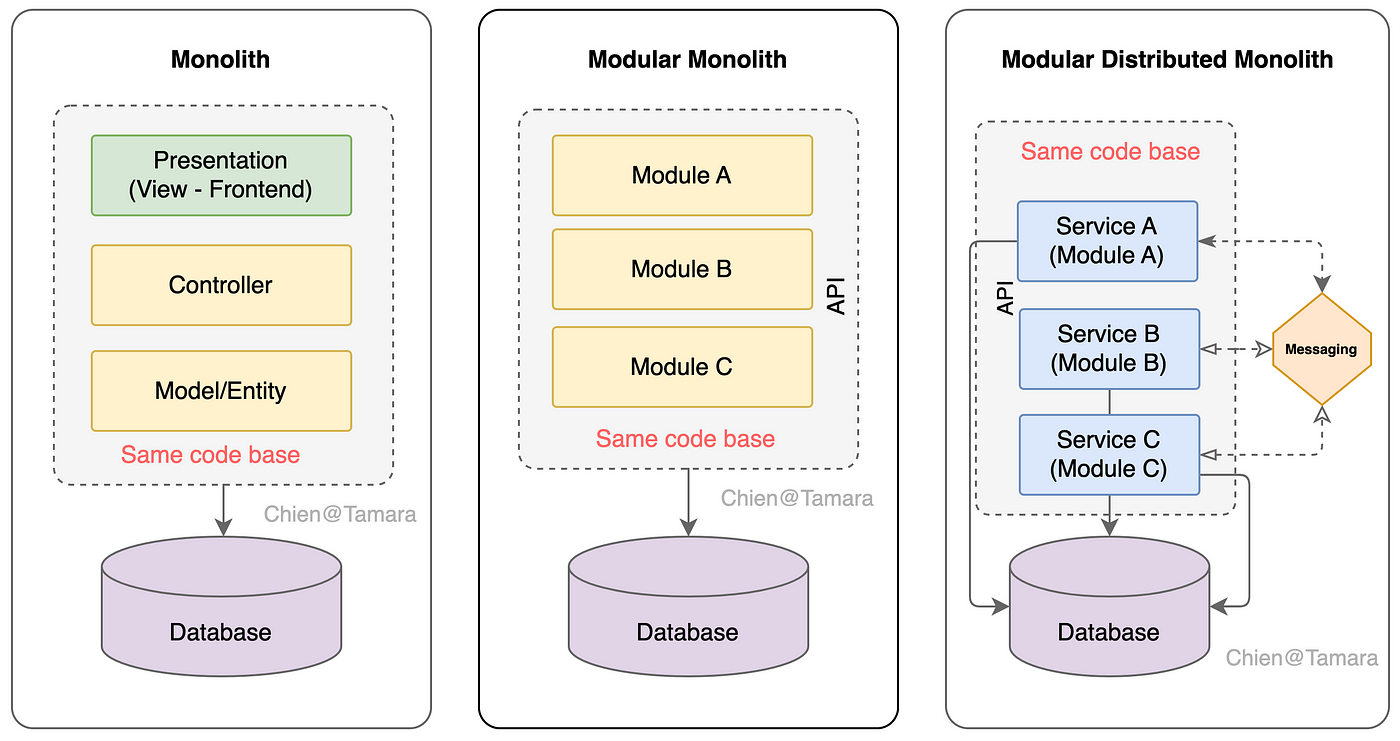 Monolith
Presentation
(View - Frontend)
Controller
Model/Entity
Same code base
Chien@Tamara
Database
Modular Monolith
Module A
Module B
API
Module C
Same code base
Chien@Tamara
Database
Modular Distributed Monolith
Same code base
Service A
(Module A)
API
Service B
(Module B)
Messaging
Service C
(Module C)
Database
Chien@Tamara